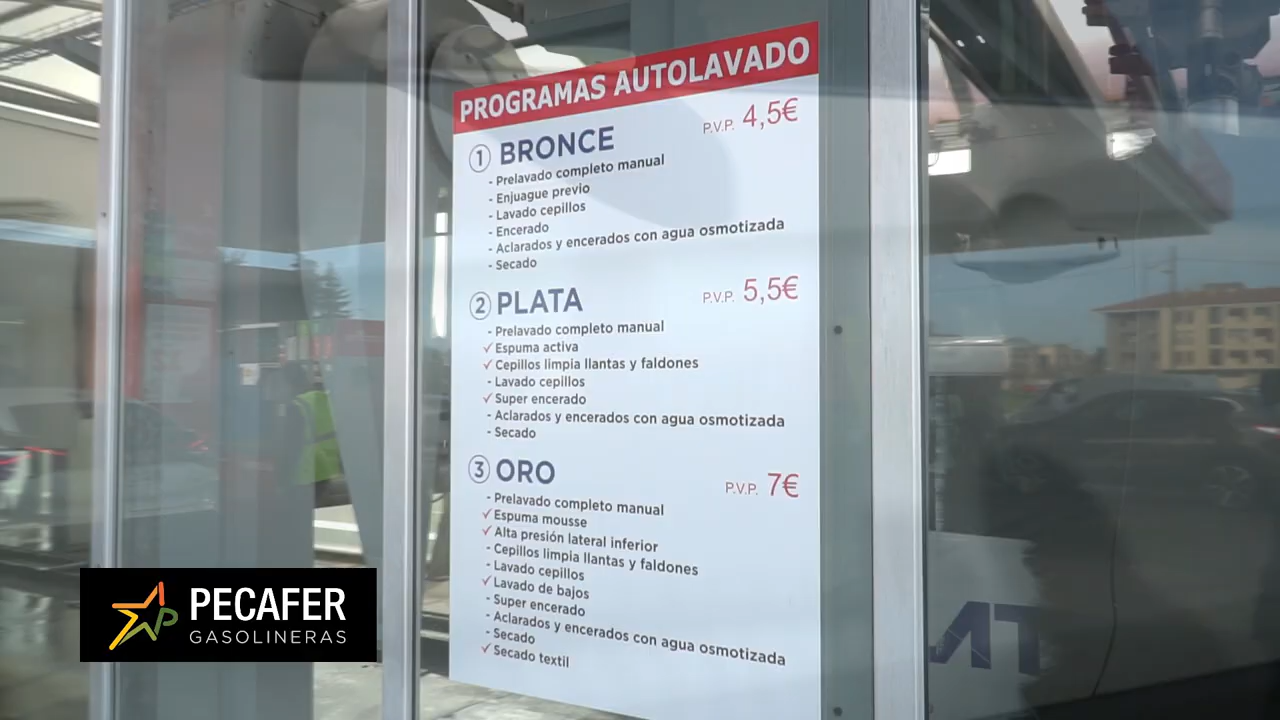 PROGRAMAS AUTOLAVADO
① BRONCE P.V.P. 4,5€
- Prelavado completo manual
- Enjuague previo
- Lavado cepillos
- Encerado
- Aclarados y encerados con agua osmotizada
- Secado
② PLATA P.V.P. 5,5€
- Prelavado completo manual
✓ Espuma activa
✓ Cepillos limpia llantas y faldones
- Lavado cepillos
✓ Super encerado
- Aclarados y encerados con agua osmotizada
- Secado
③ ORO P.V.P. 7€
- Prelavado completo manual
✓ Espuma mousse
✓ Alta presión lateral inferior
- Cepillos limpia llantas y faldones
- Lavado cepillos
✓ Lavado de bajos
- Super encerado
- Aclarados y encerados con agua osmotizada
- Secado
✓ Secado textil
PECAFER
GASOLINERAS